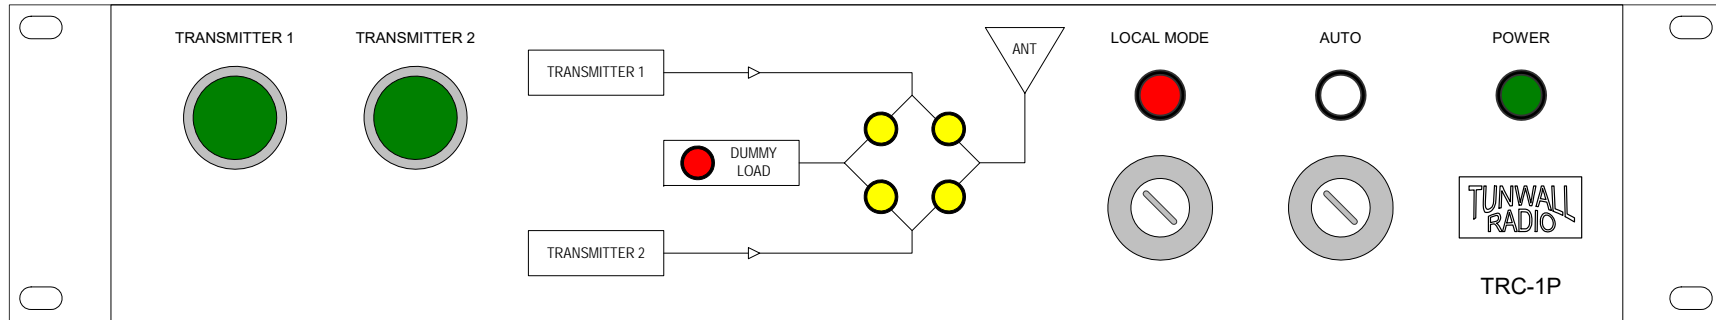 TRANSMITTER 1
TRANSMITTER 2
TRANSMITTER 1
ANT
DUMMY
LOAD
TRANSMITTER 2
LOCAL MODE
AUTO
POWER
TUNWALL
RADIO
TRC-1P